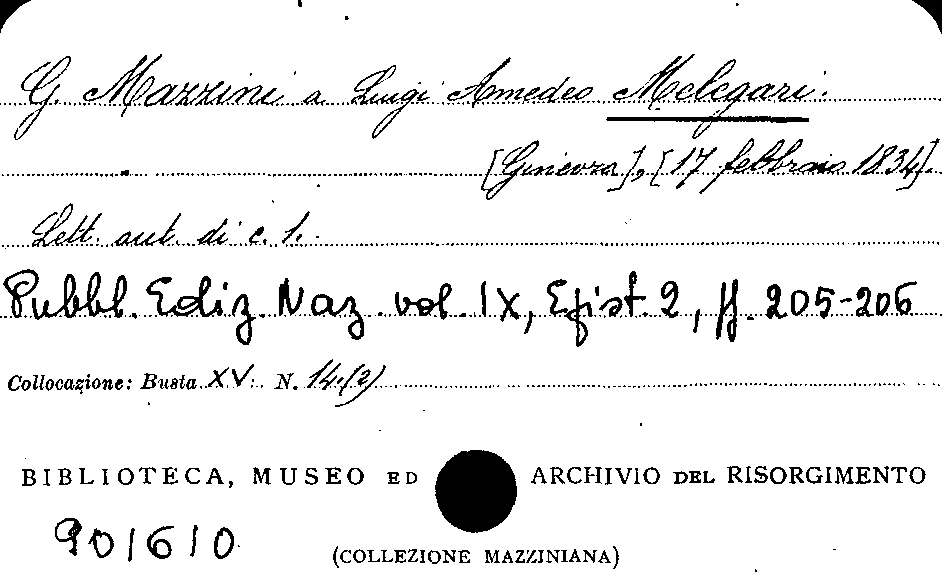 G. Mazzini a Luigi Amedeo Melegari.
[Ginevra], [17 febbraio 1834].
Lett. aut. di c. 1.
Pubbl. Ediz. Naz. vol. IX, Epist. 2, pp. 205-206
Collocazione: Busta XV. N. 14.(2)
BIBLIOTECA, MUSEO ED ARCHIVIO DEL RISORGIMENTO
901610
(COLLEZIONE MAZZINIANA)